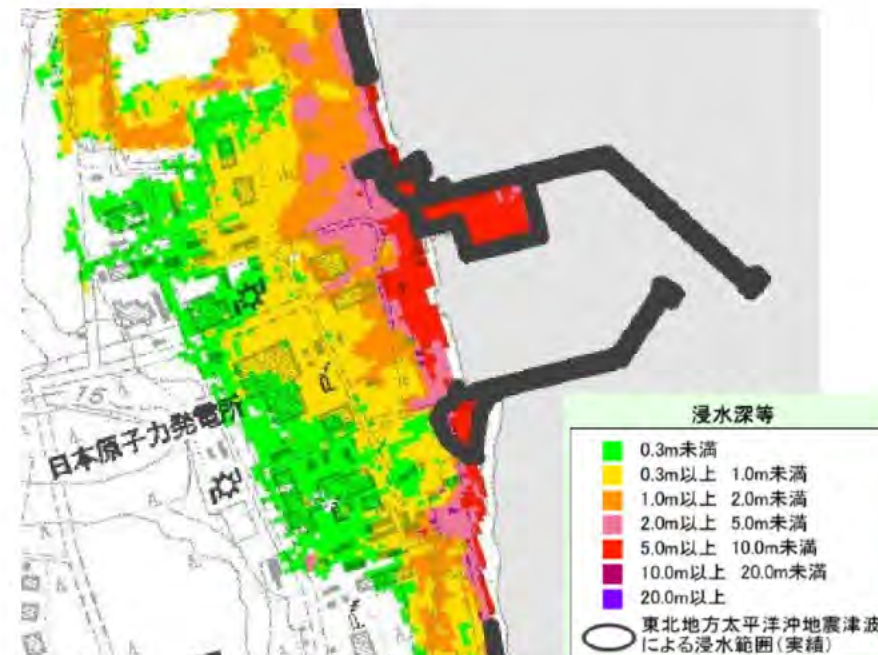 15
日本原子力発電所
浸水深等
0.3m未満
0.3m以上 1.0m未満
1.0m以上 2.0m未満
2.0m以上 5.0m未満
5.0m以上 10.0m未満
10.0m以上 20.0m未満
20.0m以上
東北地方太平洋沖地震津波
による浸水範囲(実績)